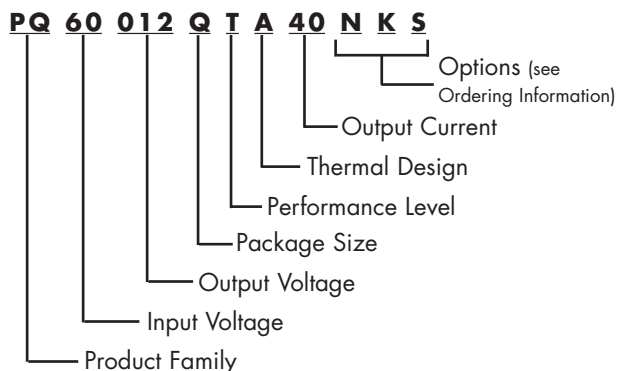 PQ 60 012 Q T A 40 N K S
Options (see
Ordering Information)
Output Current
Thermal Design
Performance Level
Package Size
Output Voltage
Input Voltage
Product Family